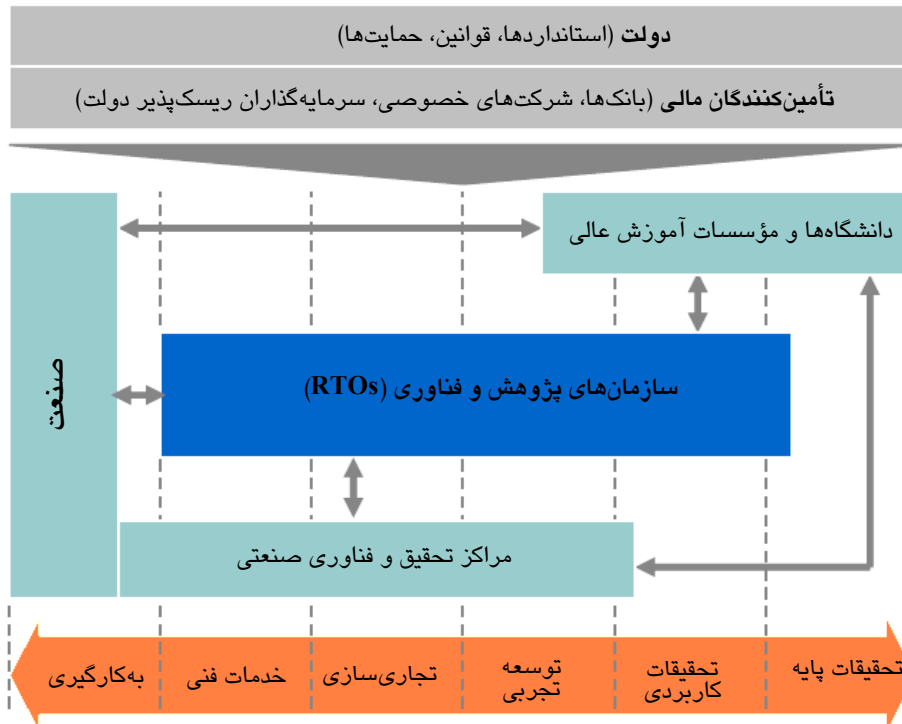 دولت (استانداردها، قوانین، حمایت‌ها)
تأمین‌کنندگان مالی (بانک‌ها، شرکت‌های خصوصی، سرمایه‌گذاران ریسک‌پذیر دولت)
دانشگاه‌ها و مؤسسات آموزش عالی
صنعت
سازمان‌های پژوهش و فناوری (RTOs)
مراکز تحقیق و فناوری صنعتی
تحقیقات پایه
تحقیقات
کاربردی
توسعه
تجربی
تجاری‌سازی
خدمات فنی
به‌کارگیری